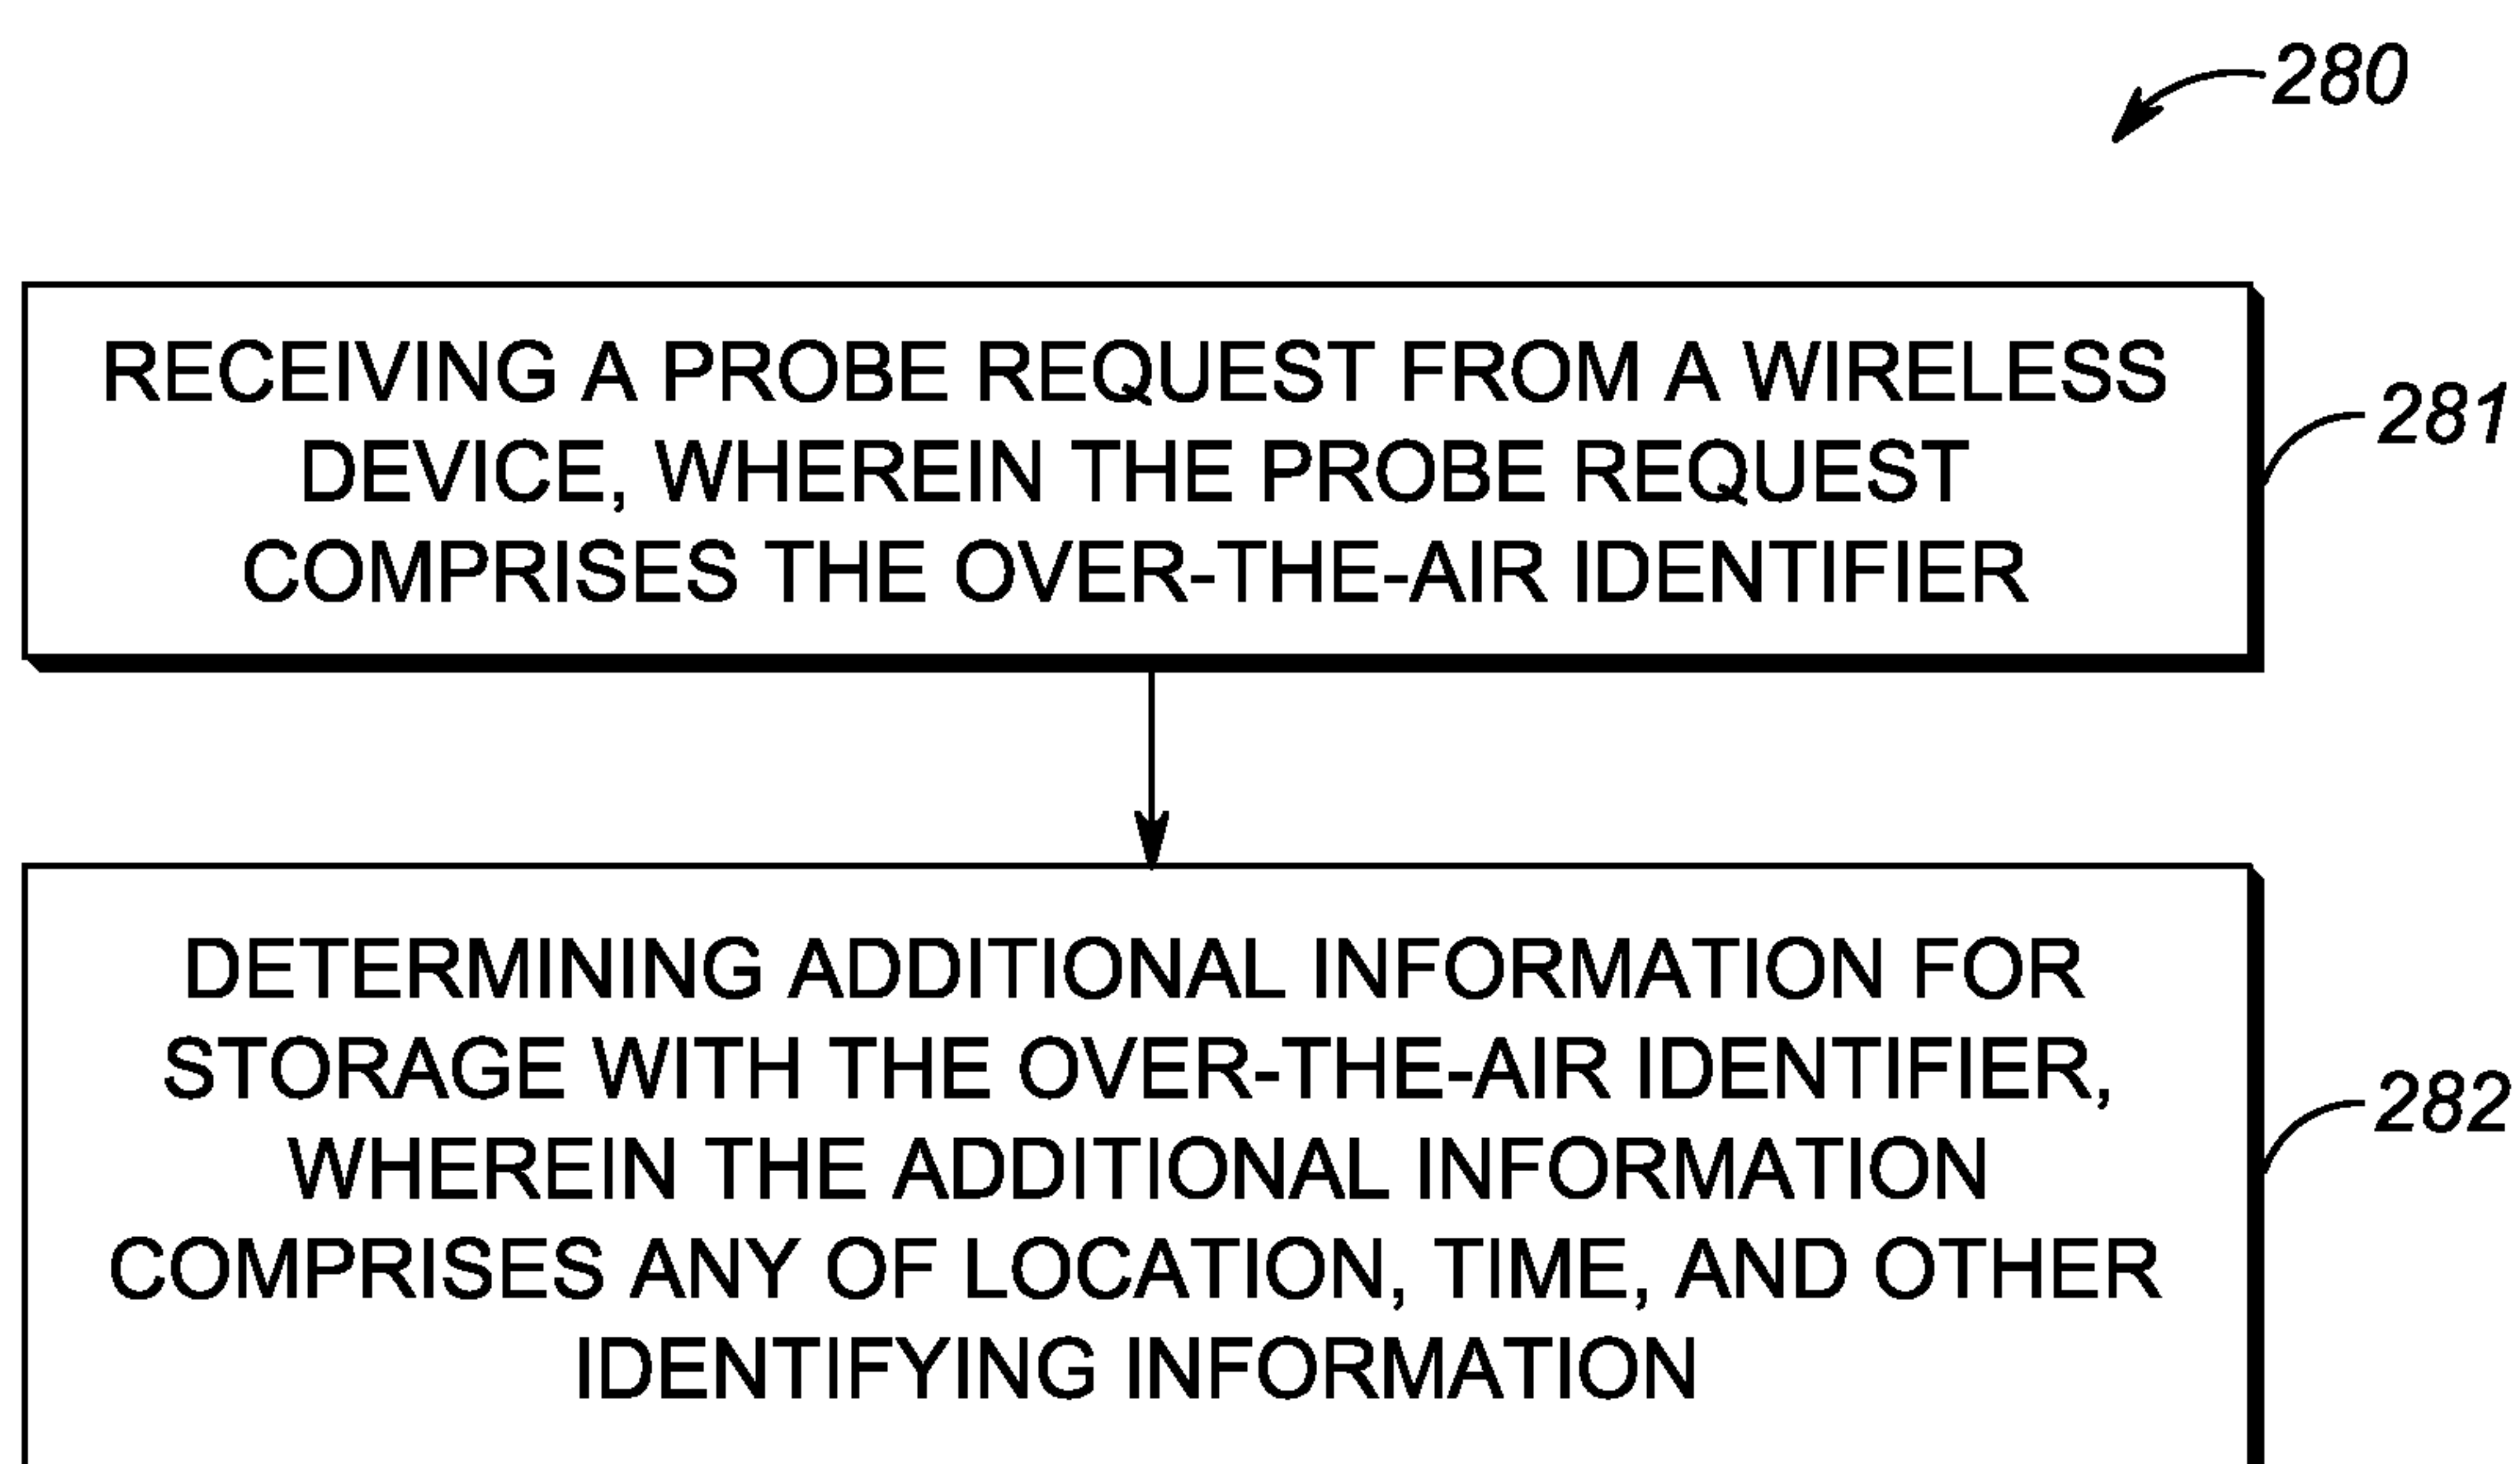 280
RECEIVING A PROBE REQUEST FROM A WIRELESS
DEVICE, WHEREIN THE PROBE REQUEST
COMPRISES THE OVER-THE-AIR IDENTIFIER
281
DETERMINING ADDITIONAL INFORMATION FOR
STORAGE WITH THE OVER-THE-AIR IDENTIFIER,
WHEREIN THE ADDITIONAL INFORMATION
COMPRISES ANY OF LOCATION, TIME, AND OTHER
IDENTIFYING INFORMATION
282